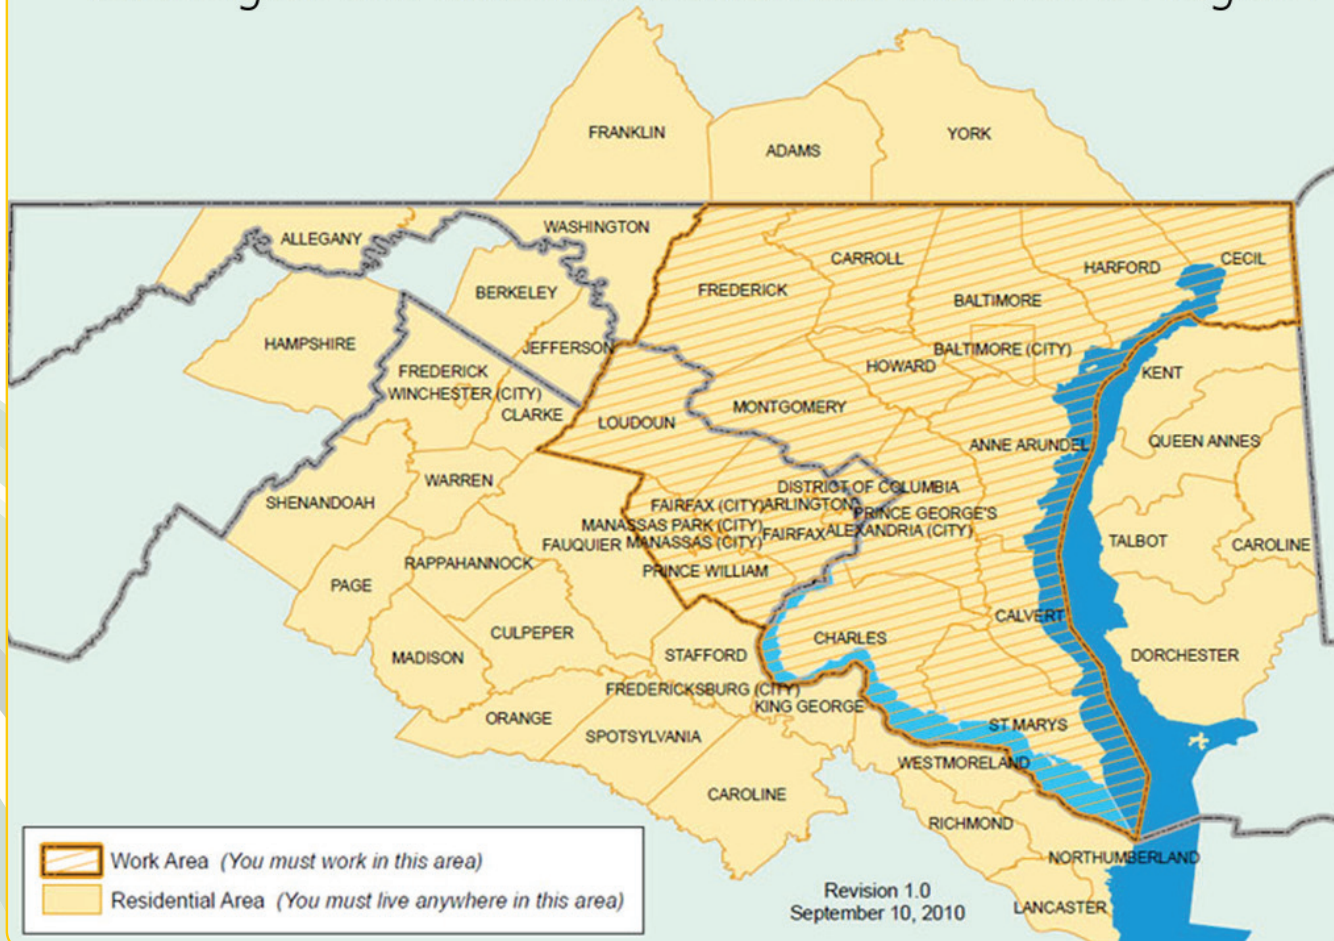 FRANKLIN
ADAMS
YORK
ALLEGANY
WASHINGTON
CARROLL
HARFORD
CECIL
FREDERICK
BERKELEY
BALTIMORE
HAMPSHIRE
JEFFERSON
BALTIMORE (CITY)
HOWARD
FREDERICK
KENT
WINCHESTER (CITY)
CLARKE
MONTGOMERY
LOUDOUN
ANNE ARUNDEL
QUEEN ANNES
WARREN
DISTRICT OF COLUMBIA
SHENANDOAH
FAIRFAX (CITY)
ARLINGTON
PRINCE GEORGE'S
MANASSAS PARK (CITY)
ALEXANDRIA (CITY)
FAIRFAX
FAUQUIER
MANASSAS (CITY)
TALBOT
CAROLINE
RAPPAHANNOCK
PRINCE WILLIAM
PAGE
CALVERT
CULPEPER
CHARLES
MADISON
STAFFORD
DORCHESTER
FREDERICKSBURG (CITY)
KING GEORGE
ORANGE
ST MARYS
SPOTSYLVANIA
WESTMORELAND
CAROLINE
RICHMOND
NORTHUMBERLAND
LANCASTER
Work Area (You must work in this area)
Residential Area (You must live anywhere in this area)
Revision 1.0
September 10, 2010